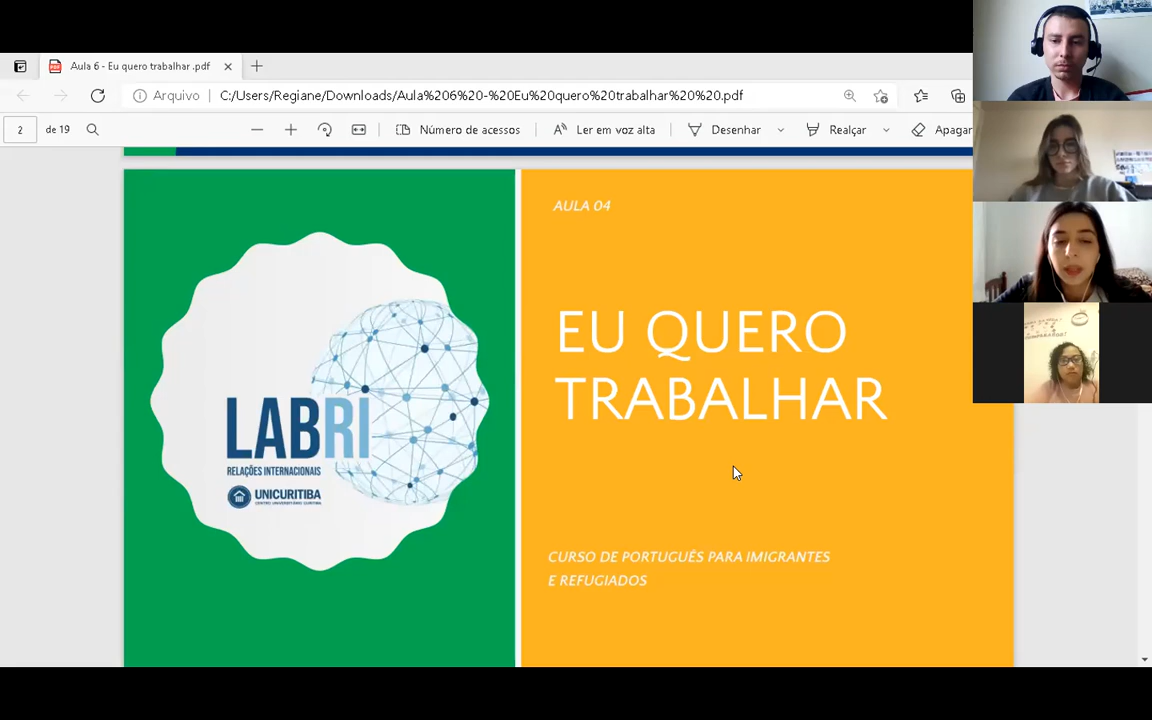 Aula 6 - Eu quero trabalhar .pdf
Arquivo
C:/Users/Regiane/Downloads/Aula%206%20-%20Eu%20quero%20trabalhar%20%20.pdf
2
de 19
Número de acessos
Ler em voz alta
Desenhar
Realçar
Apagar
AULA 04
EU QUERO
TRABALHAR
LABRI
RELAÇÕES INTERNACIONAIS
UNICURITIBA
CENTRO UNIVERSITÁRIO CURITIBA
CURSO DE PORTUGUÊS PARA IMIGRANTES
E REFUGIADOS